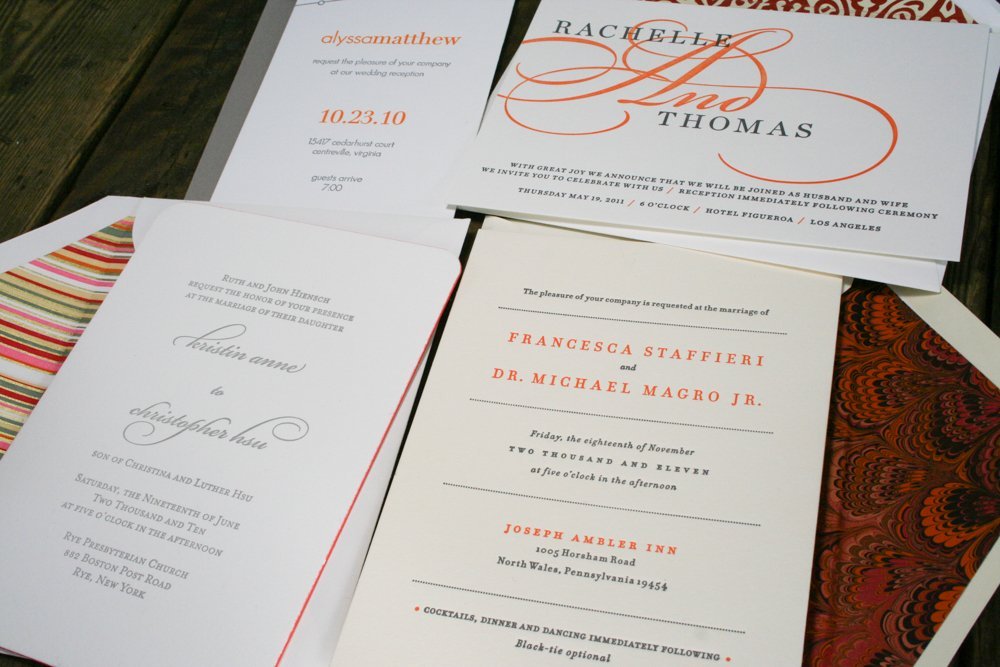 alyssamatthew
request the pleasure of your company
at our wedding reception
10.23.10
15417 cedarhurst court
centreville, virginia
guests arrive
7:00
RACHELLE
And
THOMAS
WITH GREAT JOY WE ANNOUNCE THAT WE WILL BE JOINED AS HUSBAND AND WIFE
WE INVITE YOU TO CELEBRATE WITH US / RECEPTION IMMEDIATELY FOLLOWING CEREMONY
THURSDAY MAY 19, 2011 / 6 O'CLOCK / HOTEL FIGUEROA / LOS ANGELES
RUTH AND JOHN HIENSCH
REQUEST THE HONOR OF YOUR PRESENCE
AT THE MARRIAGE OF THEIR DAUGHTER
kristin anne
to
christopher hsu
SON OF CHRISTINA AND LUTHER HSU
SATURDAY, THE NINETEENTH OF JUNE
TWO THOUSAND AND TEN
AT FIVE O'CLOCK IN THE AFTERNOON
RYE PRESBYTERIAN CHURCH
882 BOSTON POST ROAD
RYE, NEW YORK
The pleasure of your company is requested at the marriage of
FRANCESCA STAFFIERI
and
DR. MICHAEL MAGRO JR.
Friday, the eighteenth of November
TWO THOUSAND AND ELEVEN
at five o'clock in the afternoon
JOSEPH AMBLER INN
1005 Horsham Road
North Wales, Pennsylvania 19454
• COCKTAILS, DINNER AND DANCING IMMEDIATELY FOLLOWING •
Black-tie optional